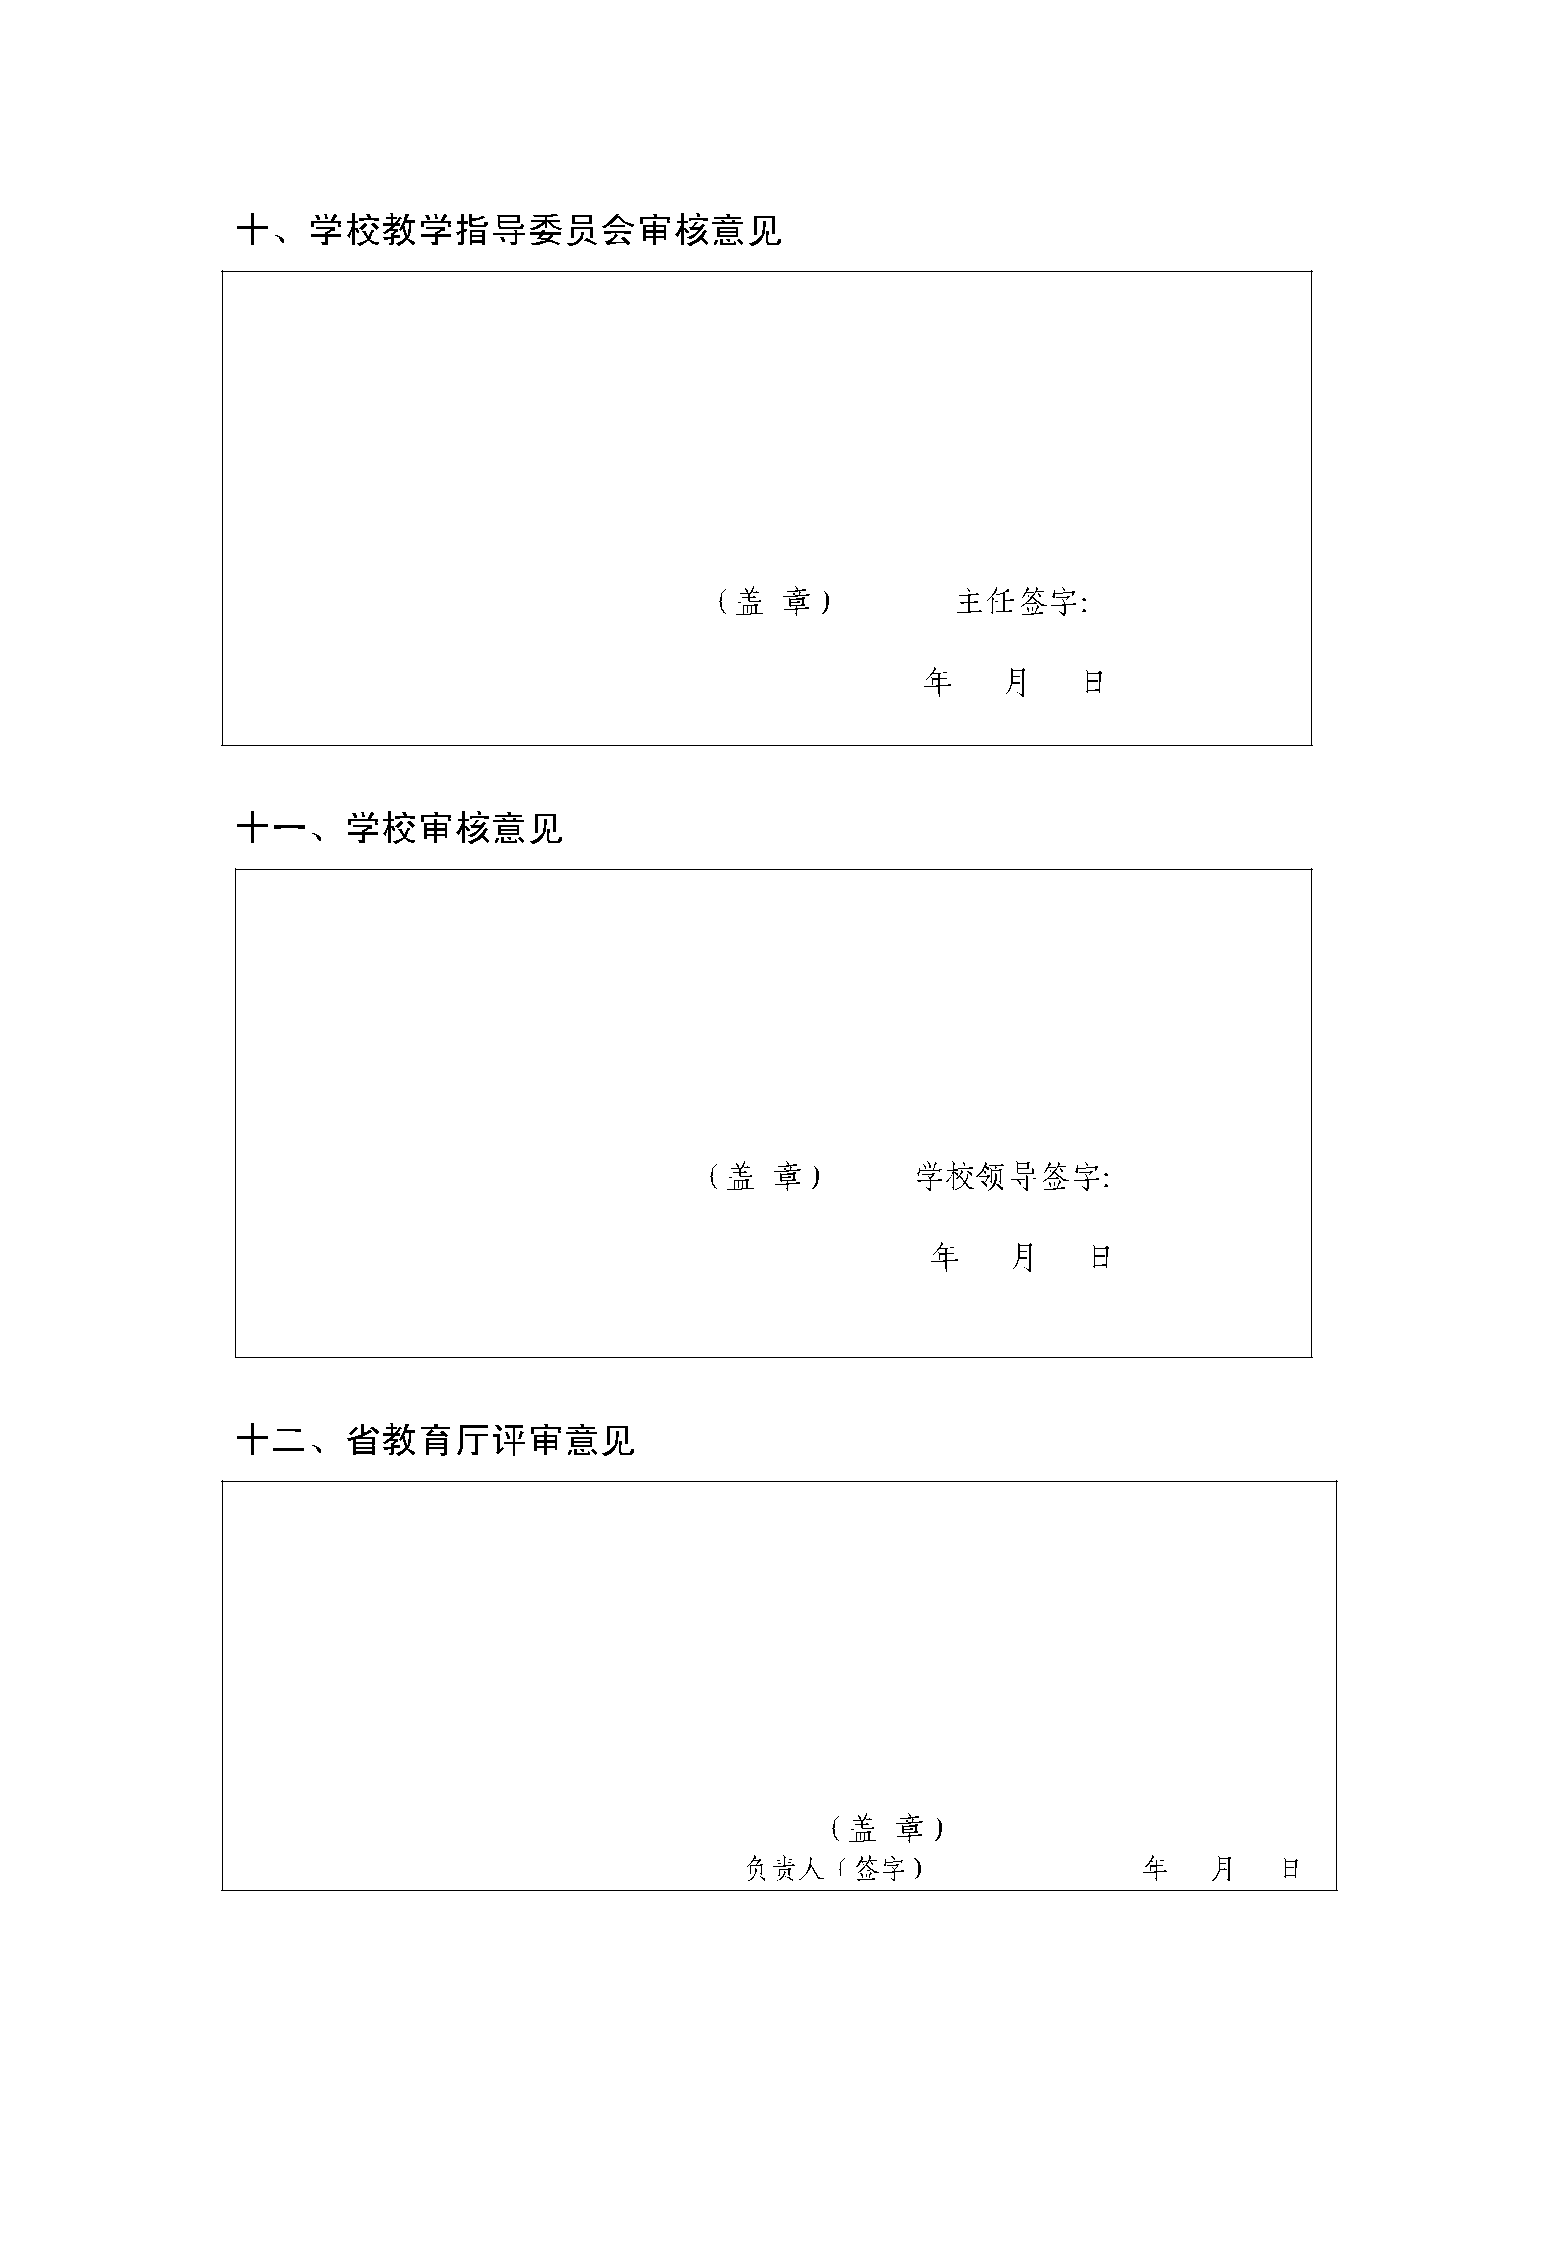 十、学校教学指导委员会审核意见
（盖 章） 主任签字:
年 月 日
十一、学校审核意见
（盖 章） 学校领导签字:
年 月 日
十二、省教育厅评审意见
（盖 章）
负责人（签字） 年 月 日